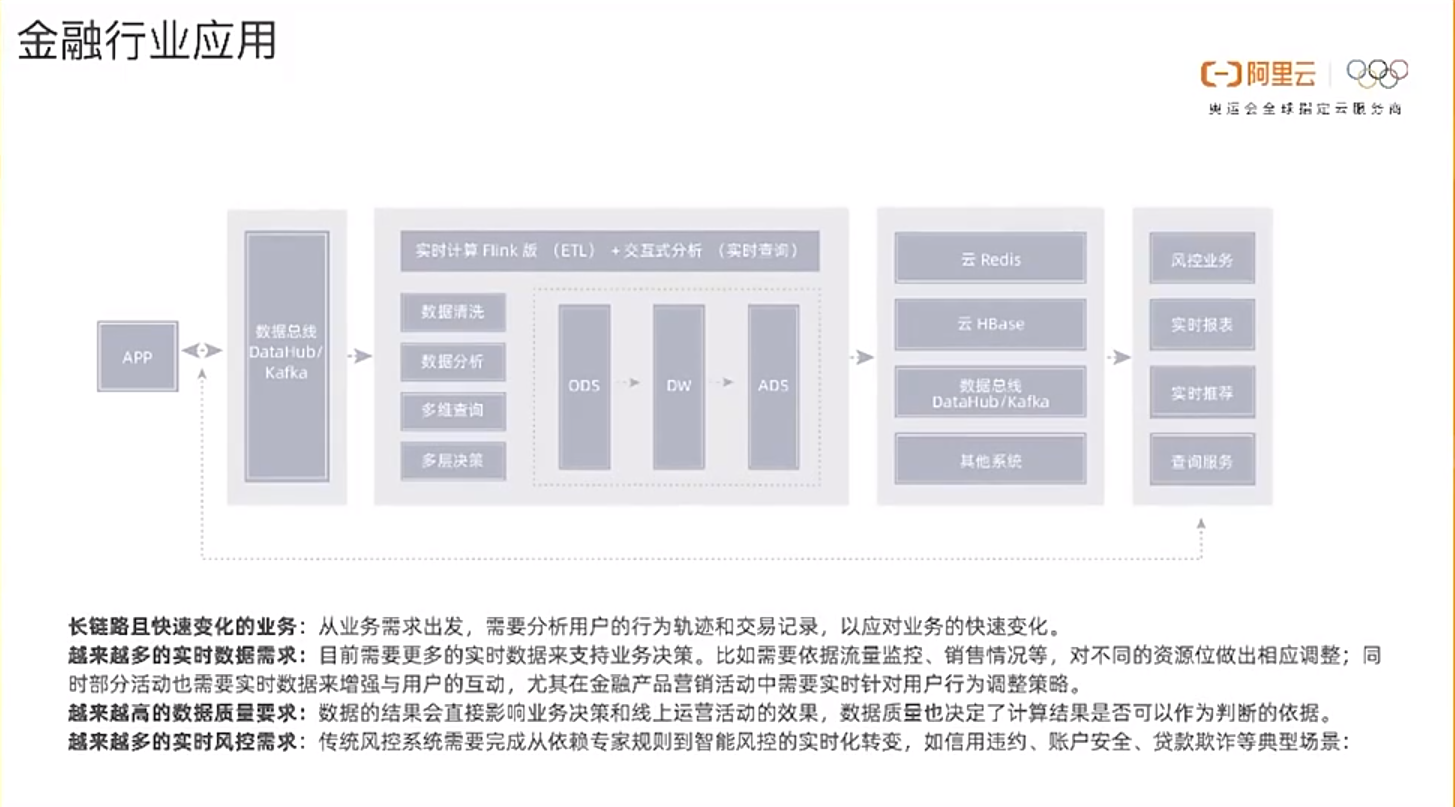 金融行业应用
阿里云
奥运会全球指定云服务商
实时计算 Flink 版 （ETL） + 交互式分析 （实时查询）
APP
数据总线
DataHub/
Kafka
数据清洗
数据分析
多维查询
多层决策
ODS
DW
ADS
云 Redis
云 HBase
数据总线
DataHub/Kafka
其他系统
风控业务
实时报表
实时推荐
查询服务
长链路且快速变化的业务：从业务需求出发，需要分析用户的行为轨迹和交易记录，以应对业务的快速变化。
越来越多的实时数据需求：目前需要更多的实时数据来支持业务决策。比如需要依据流量监控、销售情况等，对不同的资源位做出相应调整；同
时部分活动也需要实时数据来增强与用户的互动，尤其在金融产品营销活动中需要实时针对用户行为调整策略。
越来越高的数据质量要求：数据的结果会直接影响业务决策和线上运营活动的效果，数据质量也决定了计算结果是否可以作为判断的依据。
越来越多的实时风控需求：传统风控系统需要完成从依赖专家规则到智能风控的实时化转变，如信用违约、账户安全、贷款欺诈等典型场景：